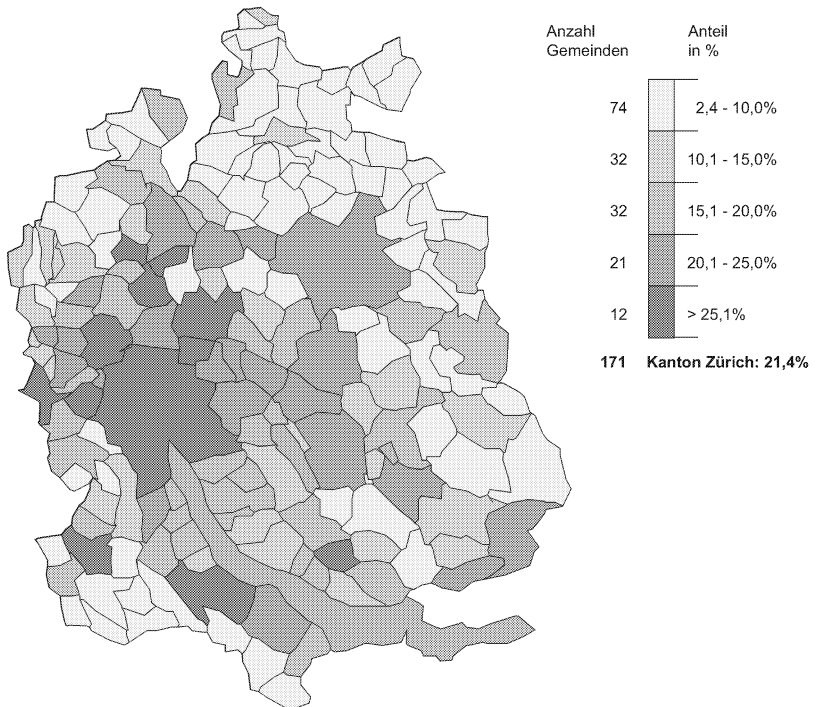 Anzahl Anteil
Gemeinden in %
74 2,4 - 10,0%
32 10,1 - 15,0%
32 15,1 - 20,0%
21 20,1 - 25,0%
12 > 25,1%
171 Kanton Zürich: 21,4%